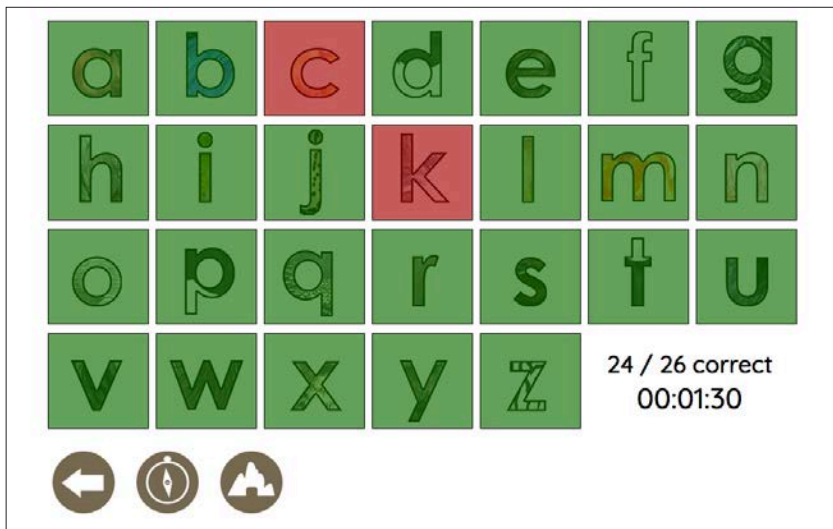 a b c d e f g
h i j k l m n
o p q r s t u
v w x y z
24 / 26 correct
00:01:30